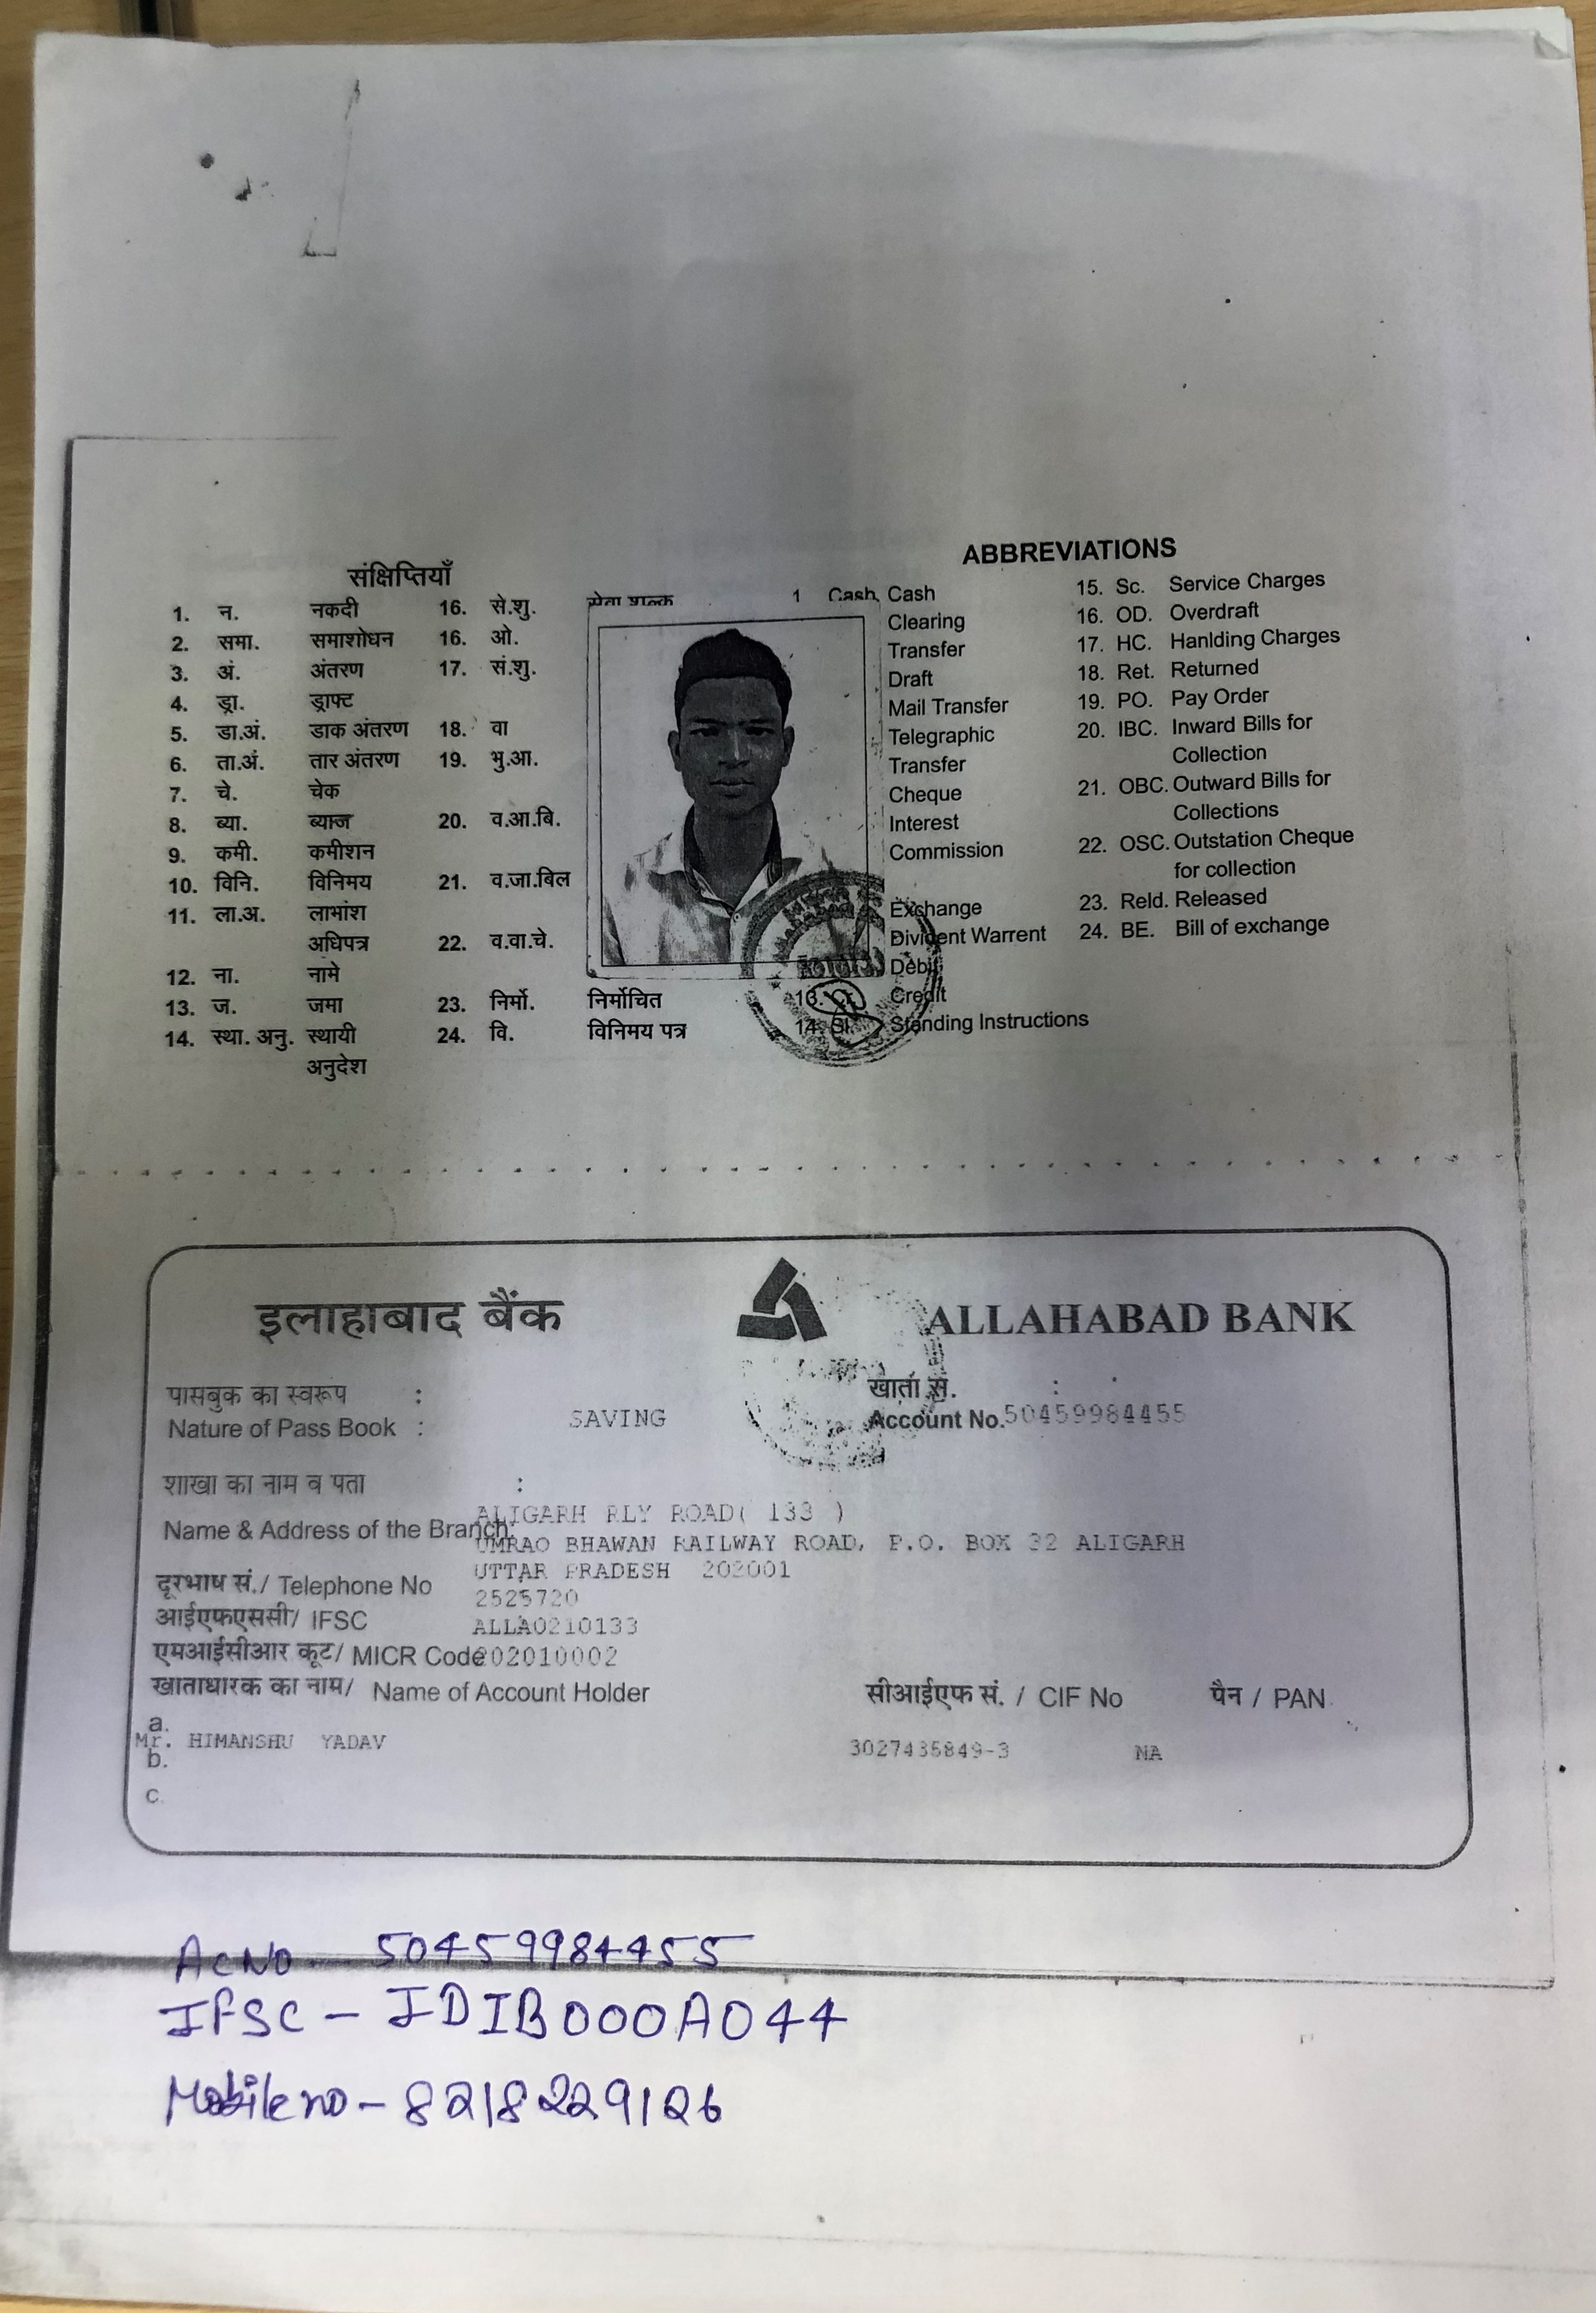 संक्षिप्तियाँ
1. न. नकदी 16. से.शु. सेवा शुल्क
2. समा. समाशोधन 16. ओ.
3. अं. अंतरण 17. सं.शु.
4. ड्रा. ड्राफ्ट
5. डा.अं. डाक अंतरण 18. वा
6. ता.अं. तार अंतरण 19. भु.आ.
7. चे. चेक
8. ब्या. ब्याज 20. व.आ.बि.
9. कमी. कमीशन
10. विनि. विनिमय 21. व.जा.बिल
11. ला.अ. लाभांश
अधिपत्र 22. व.वा.चे.
12. ना. नामे
13. ज. जमा 23. निर्मो. निर्मोचित
14. स्था. अनु. स्थायी 24. वि. विनिमय पत्र
अनुदेश
ABBREVIATIONS
1 Cash. Cash 15. Sc. Service Charges
Clearing 16. OD. Overdraft
Transfer 17. HC. Hanlding Charges
Draft 18. Ret. Returned
Mail Transfer 19. PO. Pay Order
Telegraphic 20. IBC. Inward Bills for
Transfer Collection
Cheque 21. OBC. Outward Bills for
Interest Collections
Commission 22. OSC. Outstation Cheque
for collection
Exchange 23. Reld. Released
Divident Warrent 24. BE. Bill of exchange
Debit
13. Cr. Credit
14. SI. Standing Instructions
इलाहाबाद बैंक ALLAHABAD BANK
पासबुक का स्वरूप : खाता सं. :
Nature of Pass Book : SAVING Account No. 50459984455
शाखा का नाम व पता :
Name & Address of the Branch: ALIGARH RLY ROAD( 133 )
UMRAO BHAWAN RAILWAY ROAD, P.O. BOX 32 ALIGARH
UTTAR PRADESH 202001
दूरभाष सं./ Telephone No 2525720
आईएफएससी/ IFSC ALLA0210133
एमआईसीआर कूट/ MICR Code 202010002
खाताधारक का नाम/ Name of Account Holder सीआईएफ सं. / CIF No पैन / PAN
a.
Mr. HIMANSHU YADAV 3027435849-3 NA
b.
c.
AcNo - 50459984455
IFSC - IDIB000A044
Mobile no - 8218229126